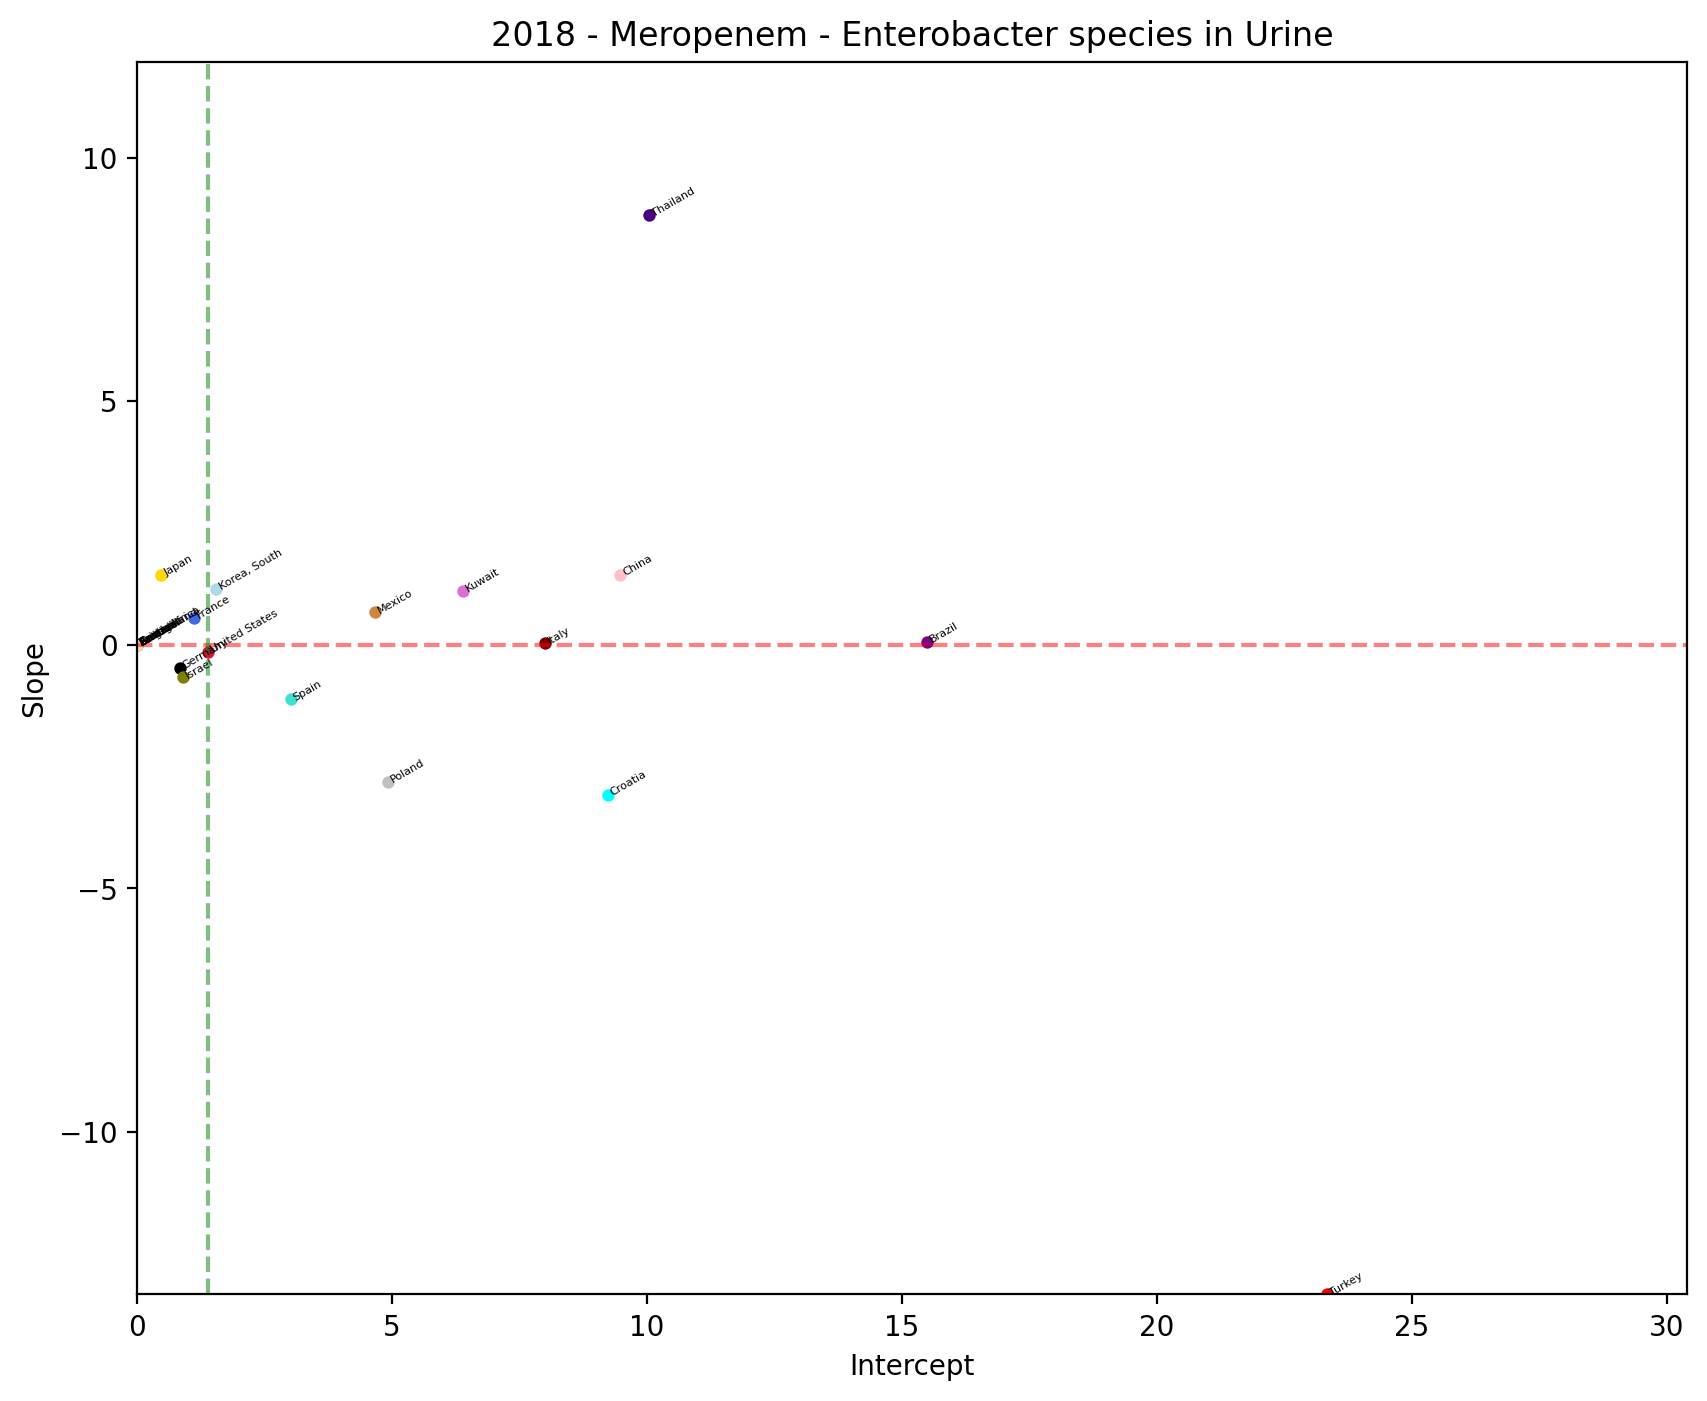 2018 - Meropenem - Enterobacter species in Urine
10
Thailand
5
Japan
Korea, South
China
Kuwait
France
Mexico
United States
Brazil
Italy
0
Germany
Israel
Slope
Spain
Poland
Croatia
−5
−10
Turkey
0 5 10 15 20 25 30
Intercept